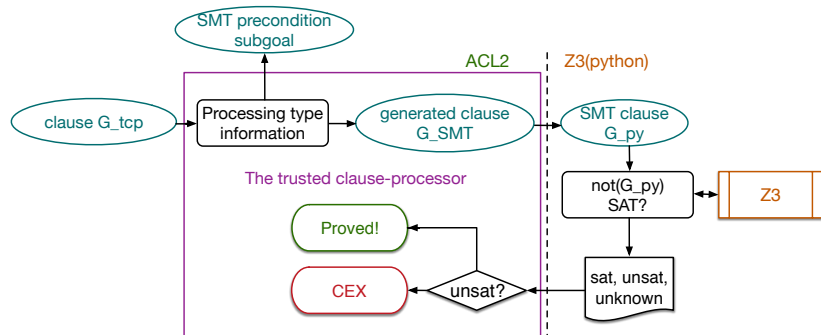 SMT precondition
subgoal
ACL2
Z3(python)
clause G_tcp
Processing type
information
generated clause
G_SMT
SMT clause
G_py
The trusted clause-processor
not(G_py)
SAT?
Z3
Proved!
CEX
unsat?
sat, unsat,
unknown